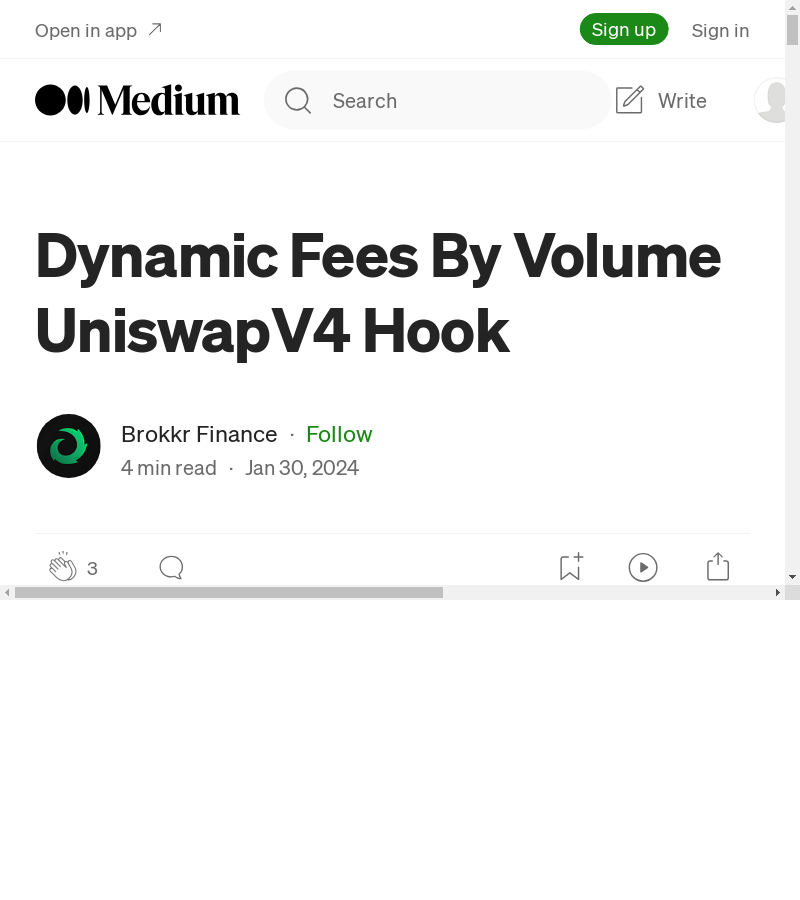 Open in app
Sign up
Sign in
Medium
Search
Write
Dynamic Fees By Volume
UniswapV4 Hook
Brokkr Finance · Follow
4 min read · Jan 30, 2024
3